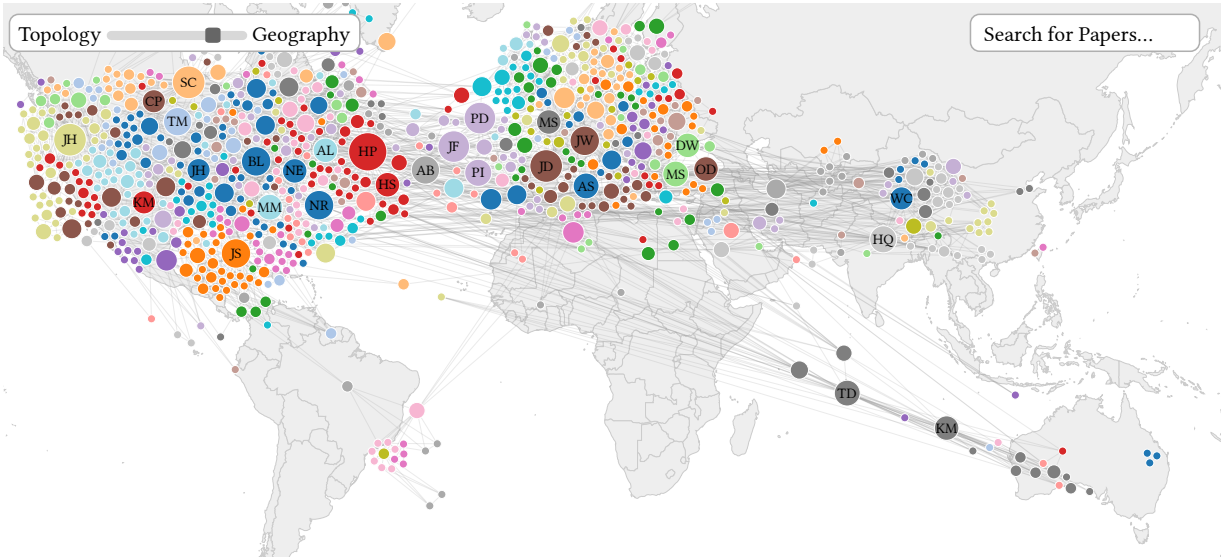 Topology Geography
Search for Papers...
SC
CP
TM
JH
AL
HP
PD
MS
JF
JW
DW
BL
JH
NE
AB
PI
JD
MS
OD
HS
AS
KM
MM
NR
WC
JS
HQ
TD
KM